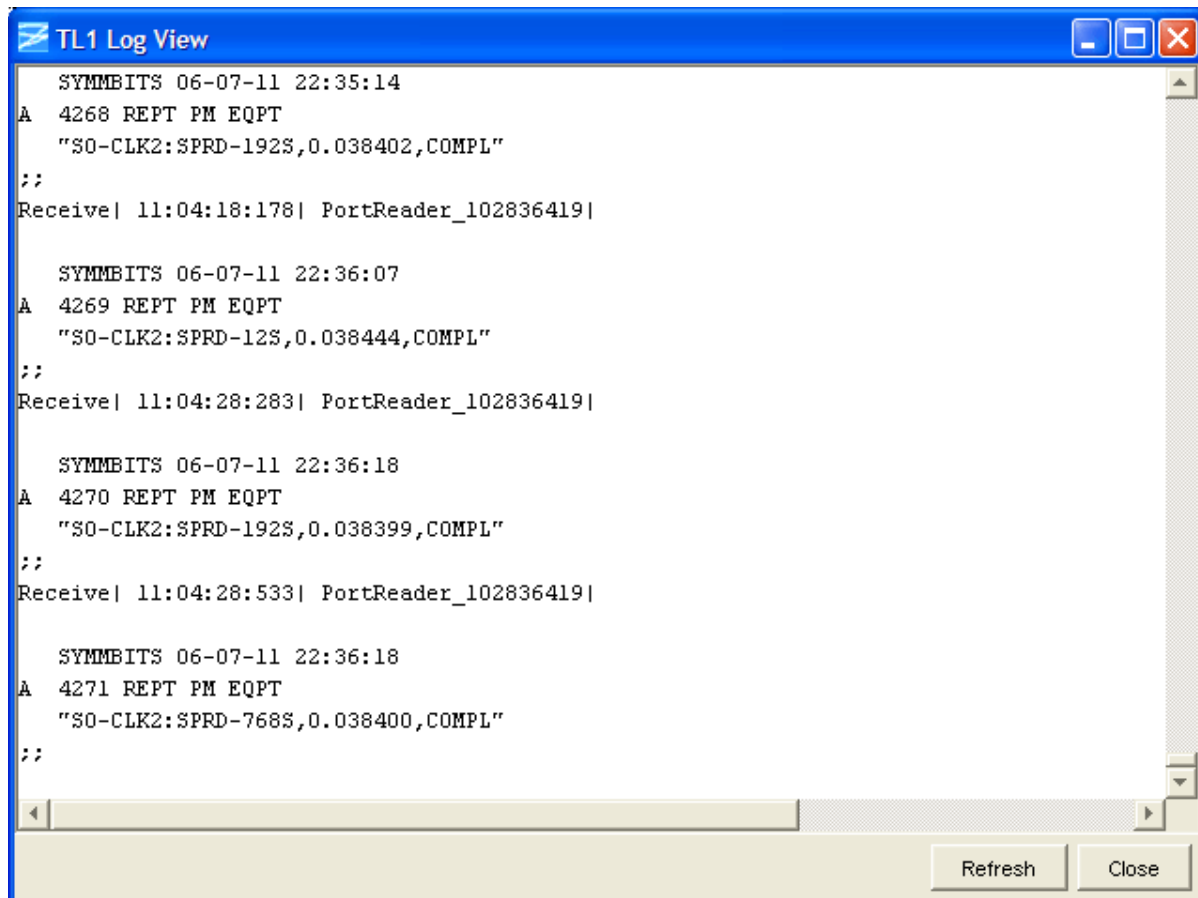 TL1 Log View
SYMMBITS 06-07-11 22:35:14
A 4268 REPT PM EQPT
"S0-CLK2:SPRD-192S,0.038402,COMPL"
;;
Receive| 11:04:18:178| PortReader_102836419|
SYMMBITS 06-07-11 22:36:07
A 4269 REPT PM EQPT
"S0-CLK2:SPRD-12S,0.038444,COMPL"
;;
Receive| 11:04:28:283| PortReader_102836419|
SYMMBITS 06-07-11 22:36:18
A 4270 REPT PM EQPT
"S0-CLK2:SPRD-192S,0.038399,COMPL"
;;
Receive| 11:04:28:533| PortReader_102836419|
SYMMBITS 06-07-11 22:36:18
A 4271 REPT PM EQPT
"S0-CLK2:SPRD-768S,0.038400,COMPL"
;;
Refresh Close